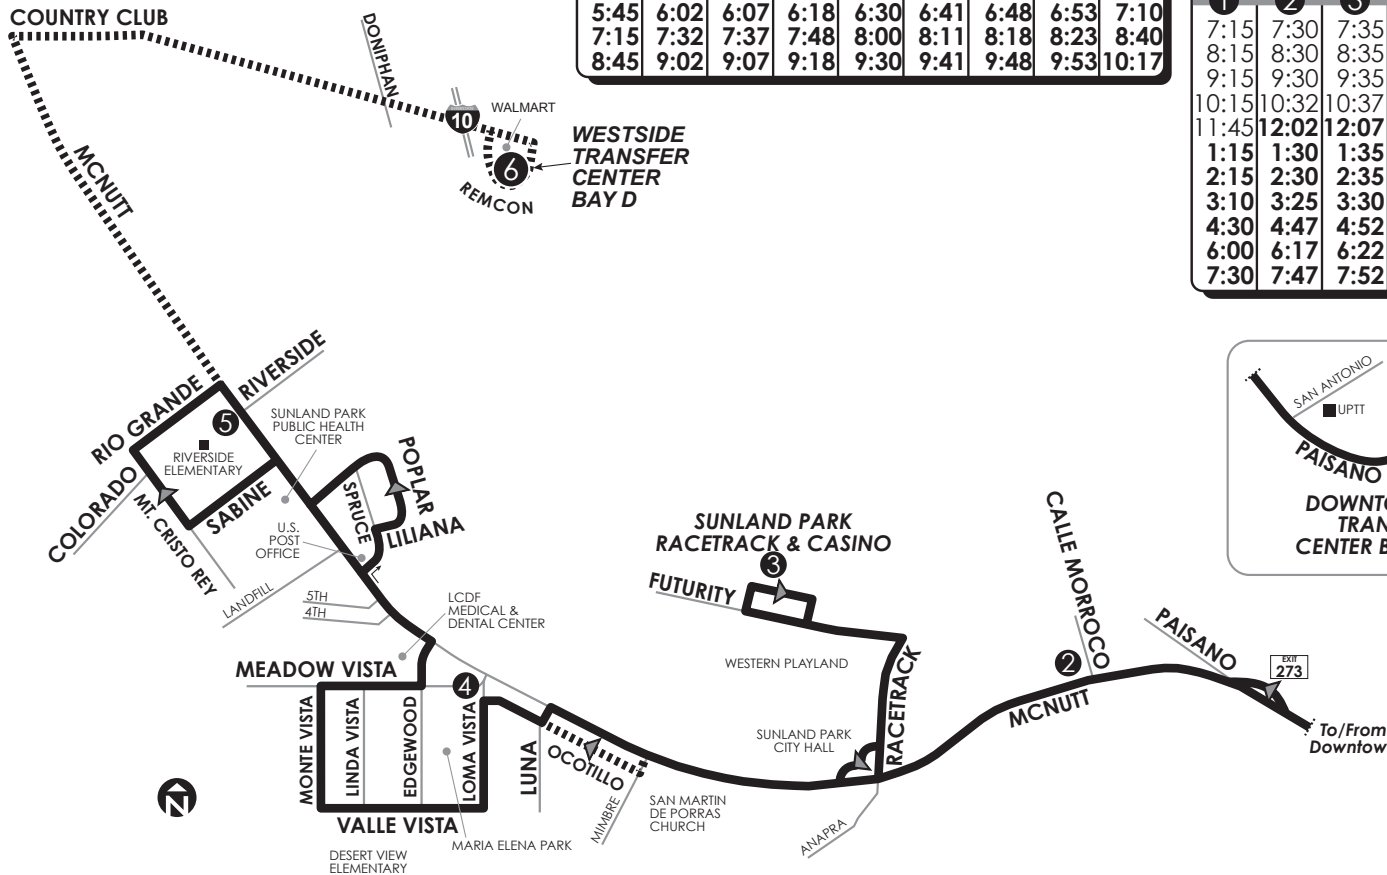 COUNTRY CLUB
DONIPHAN
5:45 6:02 6:07 6:18 6:30 6:41 6:48 6:53 7:10
7:15 7:32 7:37 7:48 8:00 8:11 8:18 8:23 8:40
8:45 9:02 9:07 9:18 9:30 9:41 9:48 9:53 10:17
1 2 3
7:15 7:30 7:35
8:15 8:30 8:35
9:15 9:30 9:35
10:15 10:32 10:37
11:45 12:02 12:07
1:15 1:30 1:35
2:15 2:30 2:35
3:10 3:25 3:30
4:30 4:47 4:52
6:00 6:17 6:22
7:30 7:47 7:52
10
WALMART
6
WESTSIDE
TRANSFER
CENTER
BAY D
REMCON
MCNUTT
RIO GRANDE
RIVERSIDE
5
RIVERSIDE
ELEMENTARY
SUNLAND PARK
PUBLIC HEALTH
CENTER
COLORADO
MT. CRISTO REY
SABINE
POPLAR
SPRUCE
LILIANA
U.S.
POST
OFFICE
LANDFILL
5TH
4TH
LCDF
MEDICAL &
DENTAL CENTER
MEADOW VISTA
4
MONTE VISTA
LINDA VISTA
EDGEWOOD
LOMA VISTA
LUNA
OCOTILLO
MIMBRE
VALLE VISTA
DESERT VIEW
ELEMENTARY
MARIA ELENA PARK
SAN MARTIN
DE PORRAS
CHURCH
N
SUNLAND PARK
RACETRACK & CASINO
3
FUTURITY
WESTERN PLAYLAND
RACETRACK
SUNLAND PARK
CITY HALL
ANAPRA
MCNUTT
2
CALLE MORROCO
PAISANO
EXIT
273
To/From
Downtow
SAN ANTONIO
UPTT
PAISANO
DOWNTO
TRAN
CENTER B